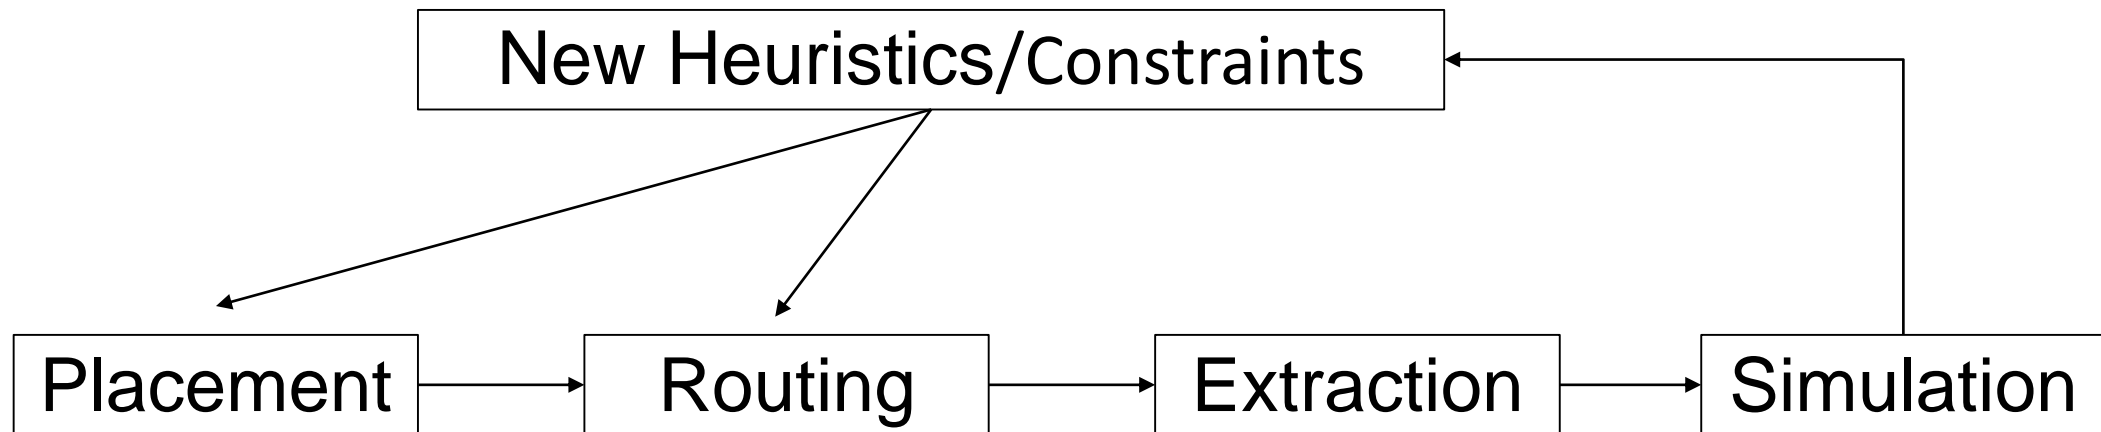 New Heuristics/Constraints
Placement
Routing
Extraction
Simulation